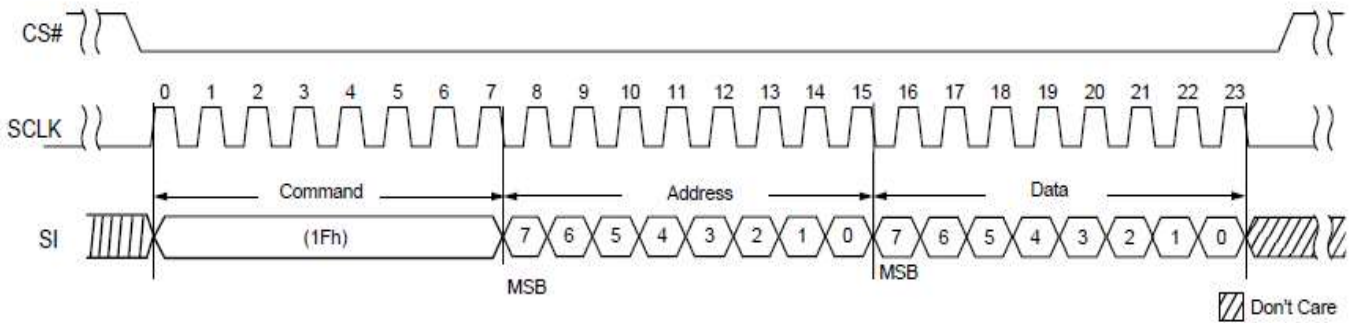 CS#
0 1 2 3 4 5 6 7 8 9 10 11 12 13 14 15 16 17 18 19 20 21 22 23
SCLK
Command Address Data
SI (1Fh) 7 6 5 4 3 2 1 0 7 6 5 4 3 2 1 0
MSB MSB
Don't Care